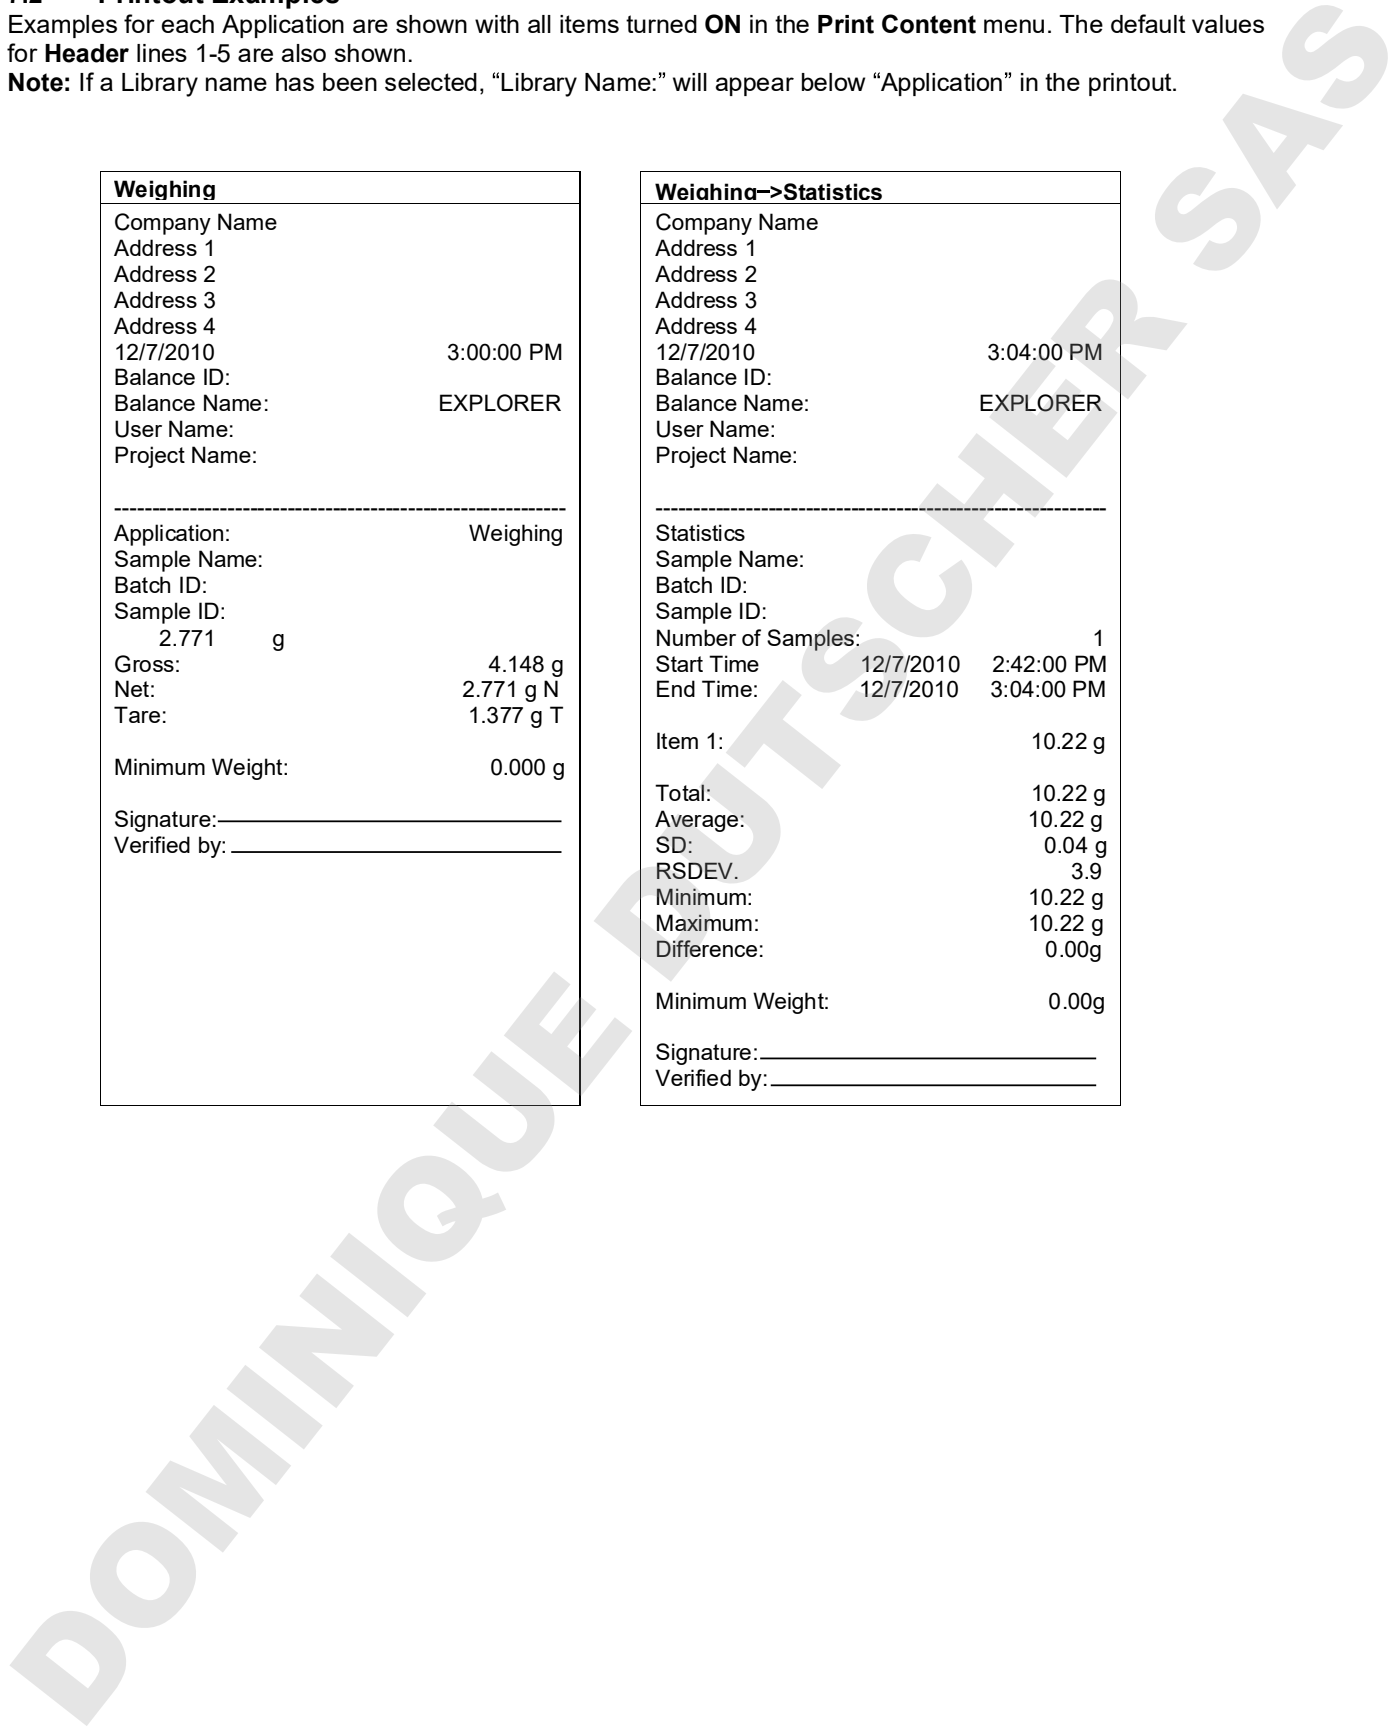 7.2 Printout Examples
Examples for each Application are shown with all items turned ON in the Print Content menu. The default values
for Header lines 1-5 are also shown.
Note: If a Library name has been selected, “Library Name:” will appear below “Application” in the printout.
Weighing
Company Name
Address 1
Address 2
Address 3
Address 4
12/7/2010 3:00:00 PM
Balance ID:
Balance Name: EXPLORER
User Name:
Project Name:
------------------------------------------------------------
Application: Weighing
Sample Name:
Batch ID:
Sample ID:
2.771 g
Gross: 4.148 g
Net: 2.771 g N
Tare: 1.377 g T
Minimum Weight: 0.000 g
Signature:
Verified by:
Weighing–>Statistics
Company Name
Address 1
Address 2
Address 3
Address 4
12/7/2010 3:04:00 PM
Balance ID:
Balance Name: EXPLORER
User Name:
Project Name:
------------------------------------------------------------
Statistics
Sample Name:
Batch ID:
Sample ID:
Number of Samples: 1
Start Time 12/7/2010 2:42:00 PM
End Time: 12/7/2010 3:04:00 PM
Item 1: 10.22 g
Total: 10.22 g
Average: 10.22 g
SD: 0.04 g
RSDEV. 3.9
Minimum: 10.22 g
Maximum: 10.22 g
Difference: 0.00g
Minimum Weight: 0.00g
Signature:
Verified by:
DOMINIQUE DUTSCHER SAS